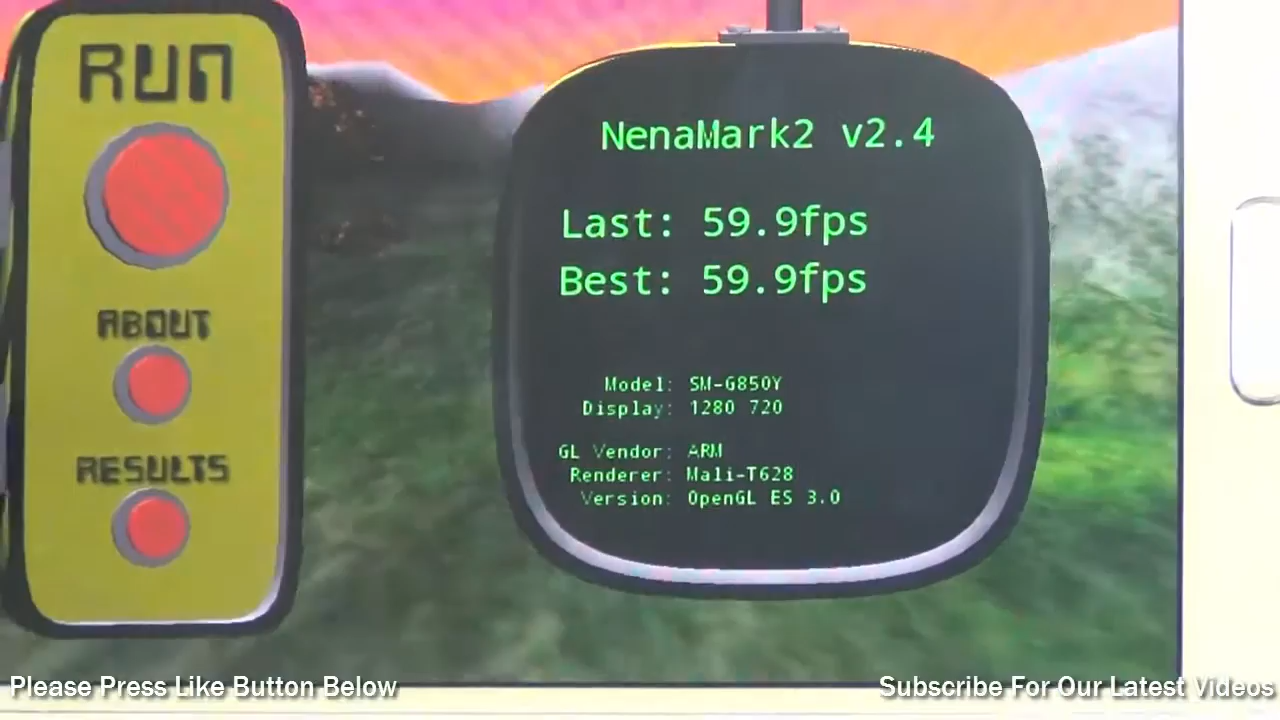 RUN
ABOUT
RESULTS
NenaMark2 v2.4
Last: 59.9fps
Best: 59.9fps
Model: SM-G850Y
Display: 1280 720
GL Vendor: ARM
Renderer: Mali-T628
Version: OpenGL ES 3.0
Please Press Like Button Below
Subscribe For Our Latest Videos